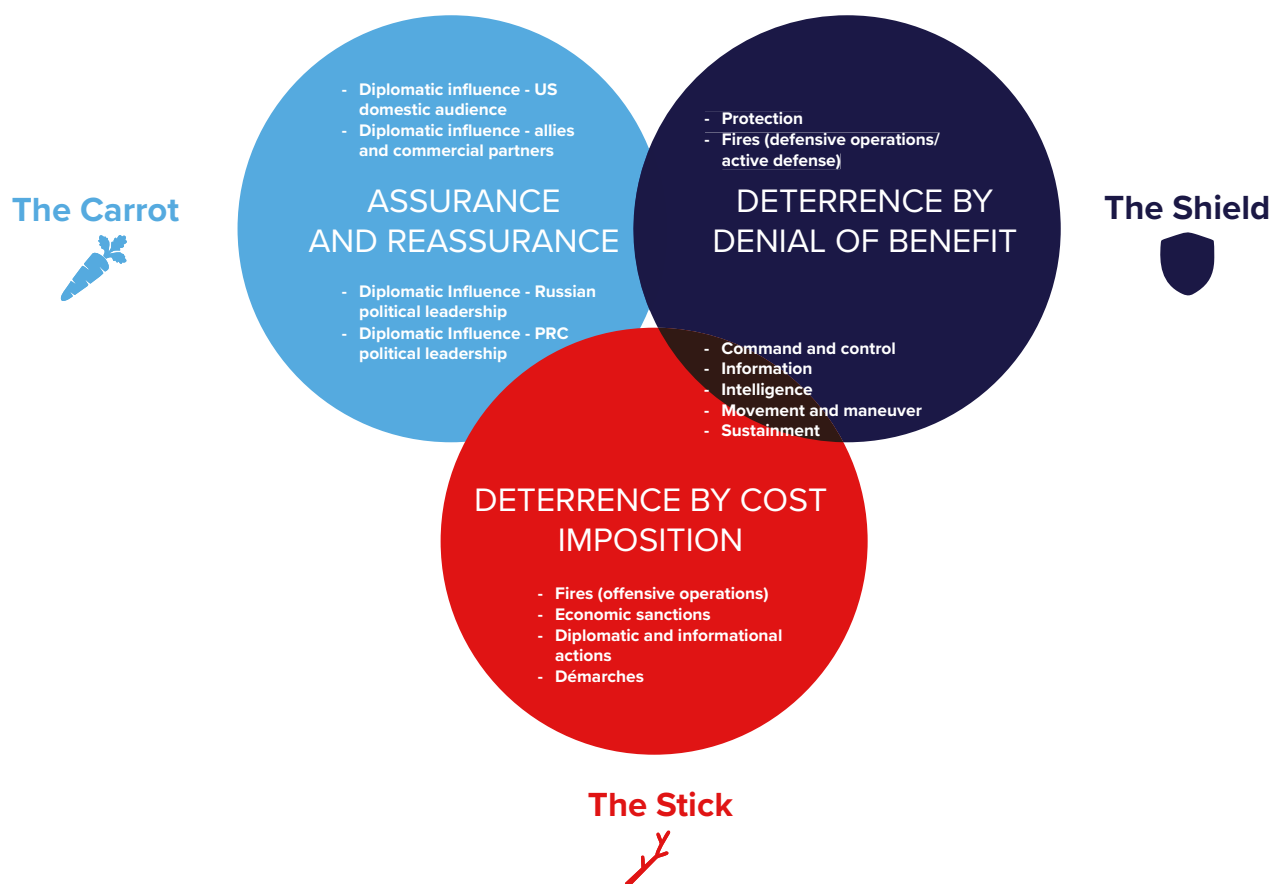 - Diplomatic influence - US
domestic audience
- Diplomatic influence - allies
and commercial partners
ASSURANCE
AND REASSURANCE
- Diplomatic Influence - Russian
political leadership
- Diplomatic Influence - PRC
political leadership
The Carrot
- Protection
- Fires (defensive operations/
active defense)
DETERRENCE BY
DENIAL OF BENEFIT
The Shield
- Command and control
- Information
- Intelligence
- Movement and maneuver
- Sustainment
DETERRENCE BY COST
IMPOSITION
- Fires (offensive operations)
- Economic sanctions
- Diplomatic and informational
actions
- Démarches
The Stick